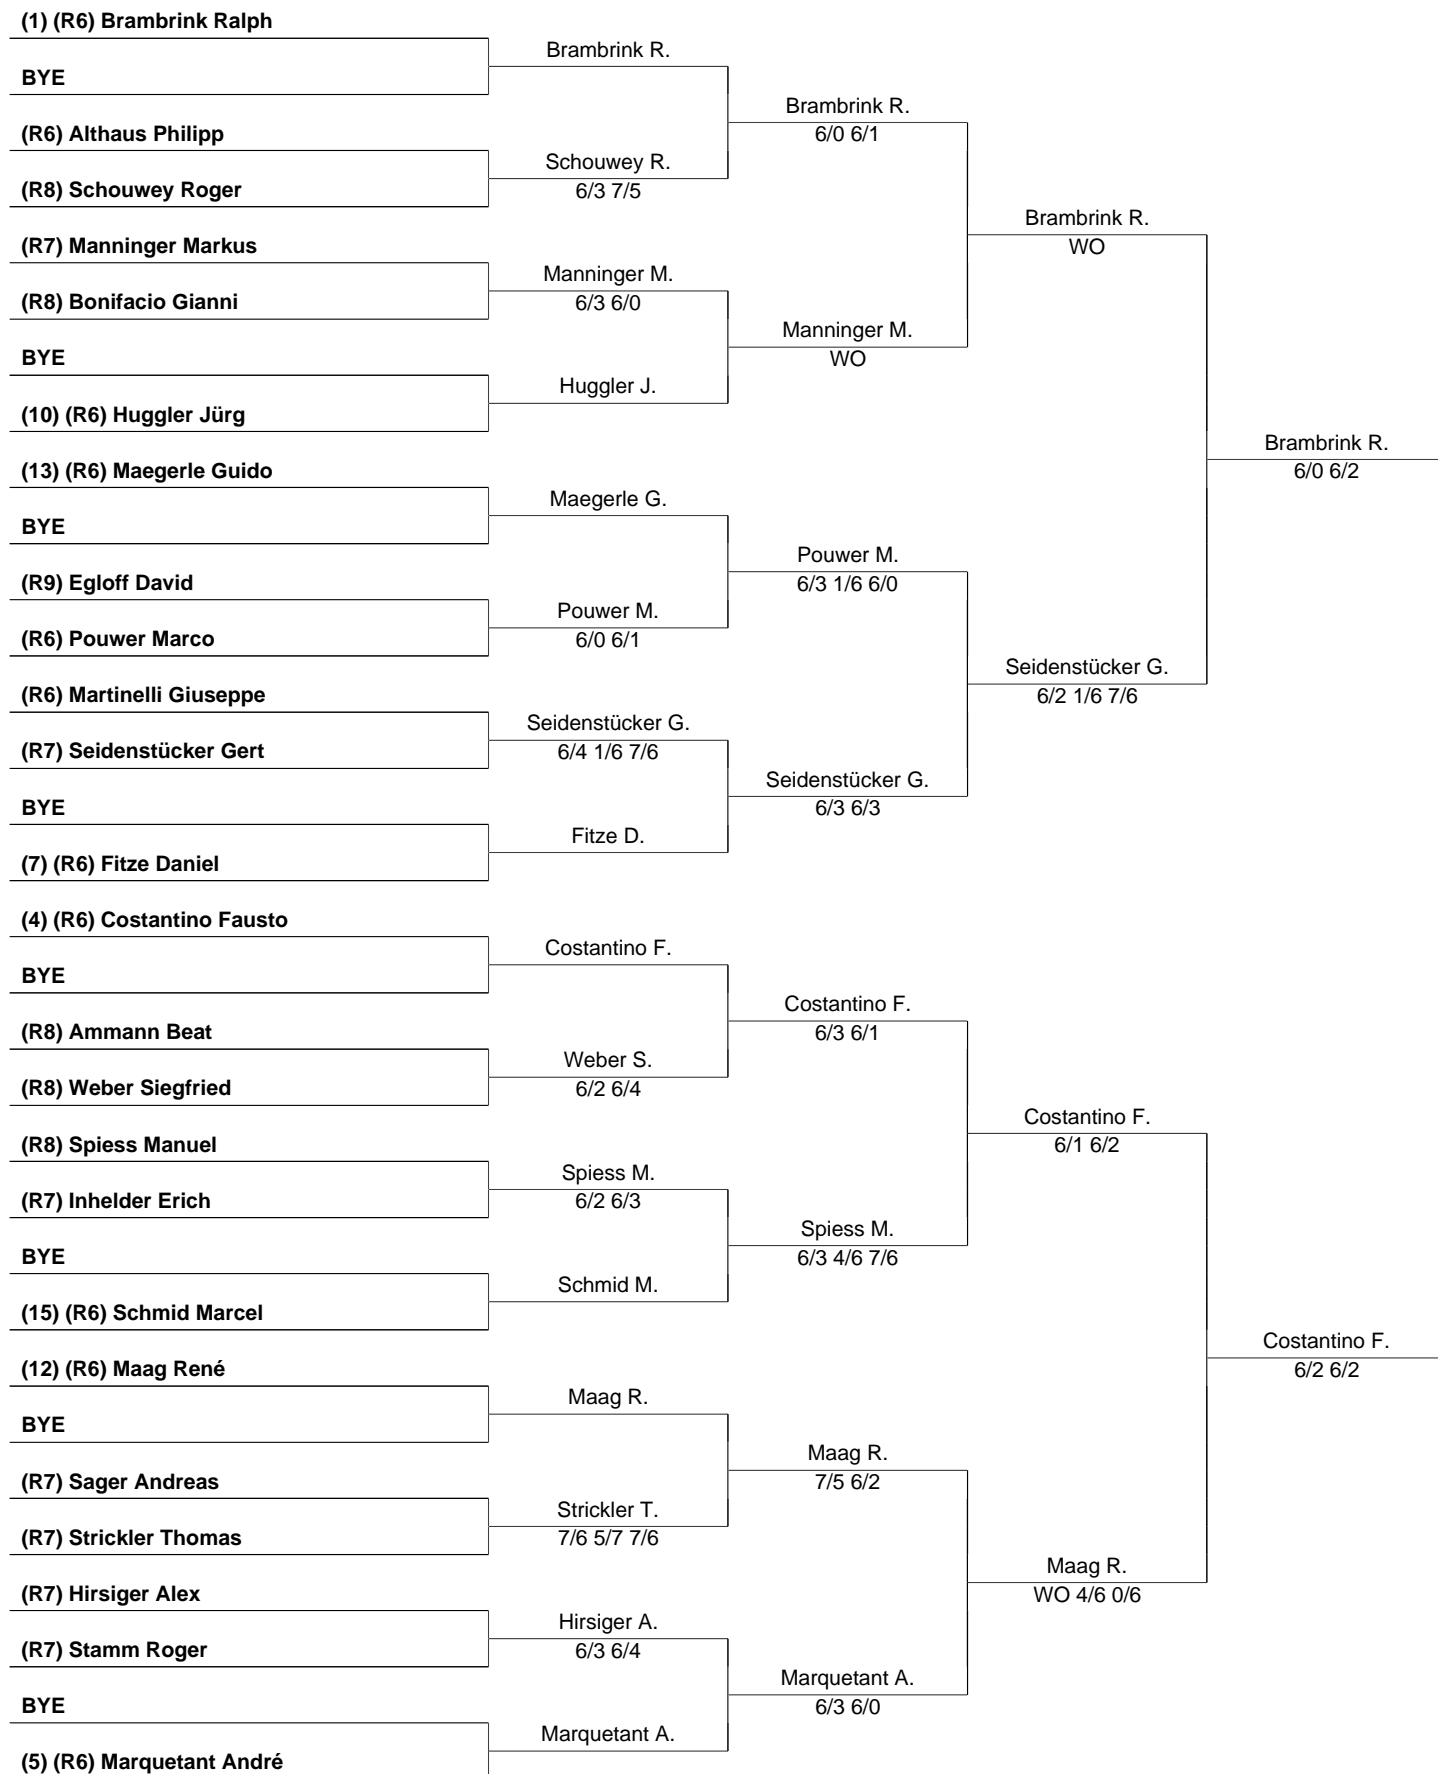 (1) (R6) Brambrink Ralph
Brambrink R.
BYE
Brambrink R.
6/0 6/1
(R6) Althaus Philipp
Schouwey R.
6/3 7/5
(R8) Schouwey Roger
Brambrink R.
WO
(R7) Manninger Markus
Manninger M.
6/3 6/0
(R8) Bonifacio Gianni
Manninger M.
WO
BYE
Huggler J.
(10) (R6) Huggler Jürg
Brambrink R.
6/0 6/2
(13) (R6) Maegerle Guido
Maegerle G.
BYE
Pouwer M.
6/3 1/6 6/0
(R9) Egloff David
Pouwer M.
6/0 6/1
(R6) Pouwer Marco
Seidenstücker G.
6/2 1/6 7/6
(R6) Martinelli Giuseppe
Seidenstücker G.
6/4 1/6 7/6
(R7) Seidenstücker Gert
Seidenstücker G.
6/3 6/3
BYE
Fitze D.
(7) (R6) Fitze Daniel
(4) (R6) Costantino Fausto
Costantino F.
BYE
Costantino F.
6/3 6/1
(R8) Ammann Beat
Weber S.
6/2 6/4
(R8) Weber Siegfried
Costantino F.
6/1 6/2
(R8) Spiess Manuel
Spiess M.
6/2 6/3
(R7) Inhelder Erich
Spiess M.
6/3 4/6 7/6
BYE
Schmid M.
(15) (R6) Schmid Marcel
Costantino F.
6/2 6/2
(12) (R6) Maag René
Maag R.
BYE
Maag R.
7/5 6/2
(R7) Sager Andreas
Strickler T.
7/6 5/7 7/6
(R7) Strickler Thomas
Maag R.
WO 4/6 0/6
(R7) Hirsiger Alex
Hirsiger A.
6/3 6/4
(R7) Stamm Roger
Marquetant A.
6/3 6/0
BYE
Marquetant A.
(5) (R6) Marquetant André